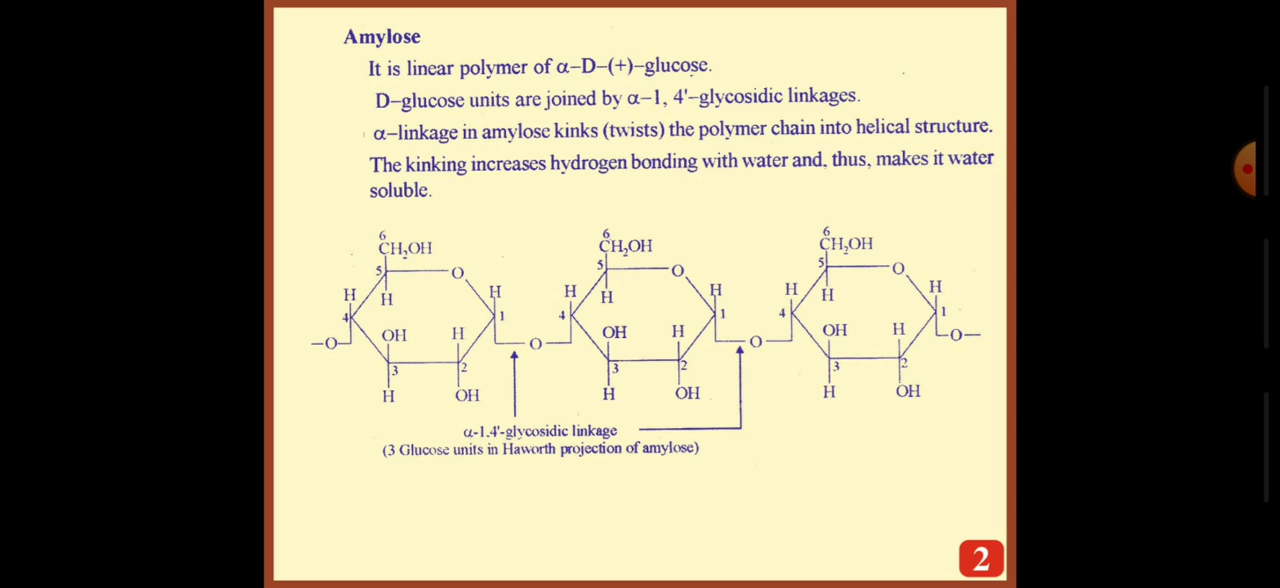 Amylose
It is linear polymer of α–D–(+)–glucose.
D–glucose units are joined by α–1, 4'–glycosidic linkages.
α–linkage in amylose kinks (twists) the polymer chain into helical structure.
The kinking increases hydrogen bonding with water and, thus, makes it water
soluble.
6 6 6
CH₂OH CH₂OH CH₂OH
5 O 5 O 5 O
H H H H H H H H H
4 1 4 1 4 1
OH H OH H OH H
–O– O O –O–
3 2 3 2 3 2
H OH H OH H OH
α-1,4'-glycosidic linkage
(3 Glucose units in Haworth projection of amylose)
2